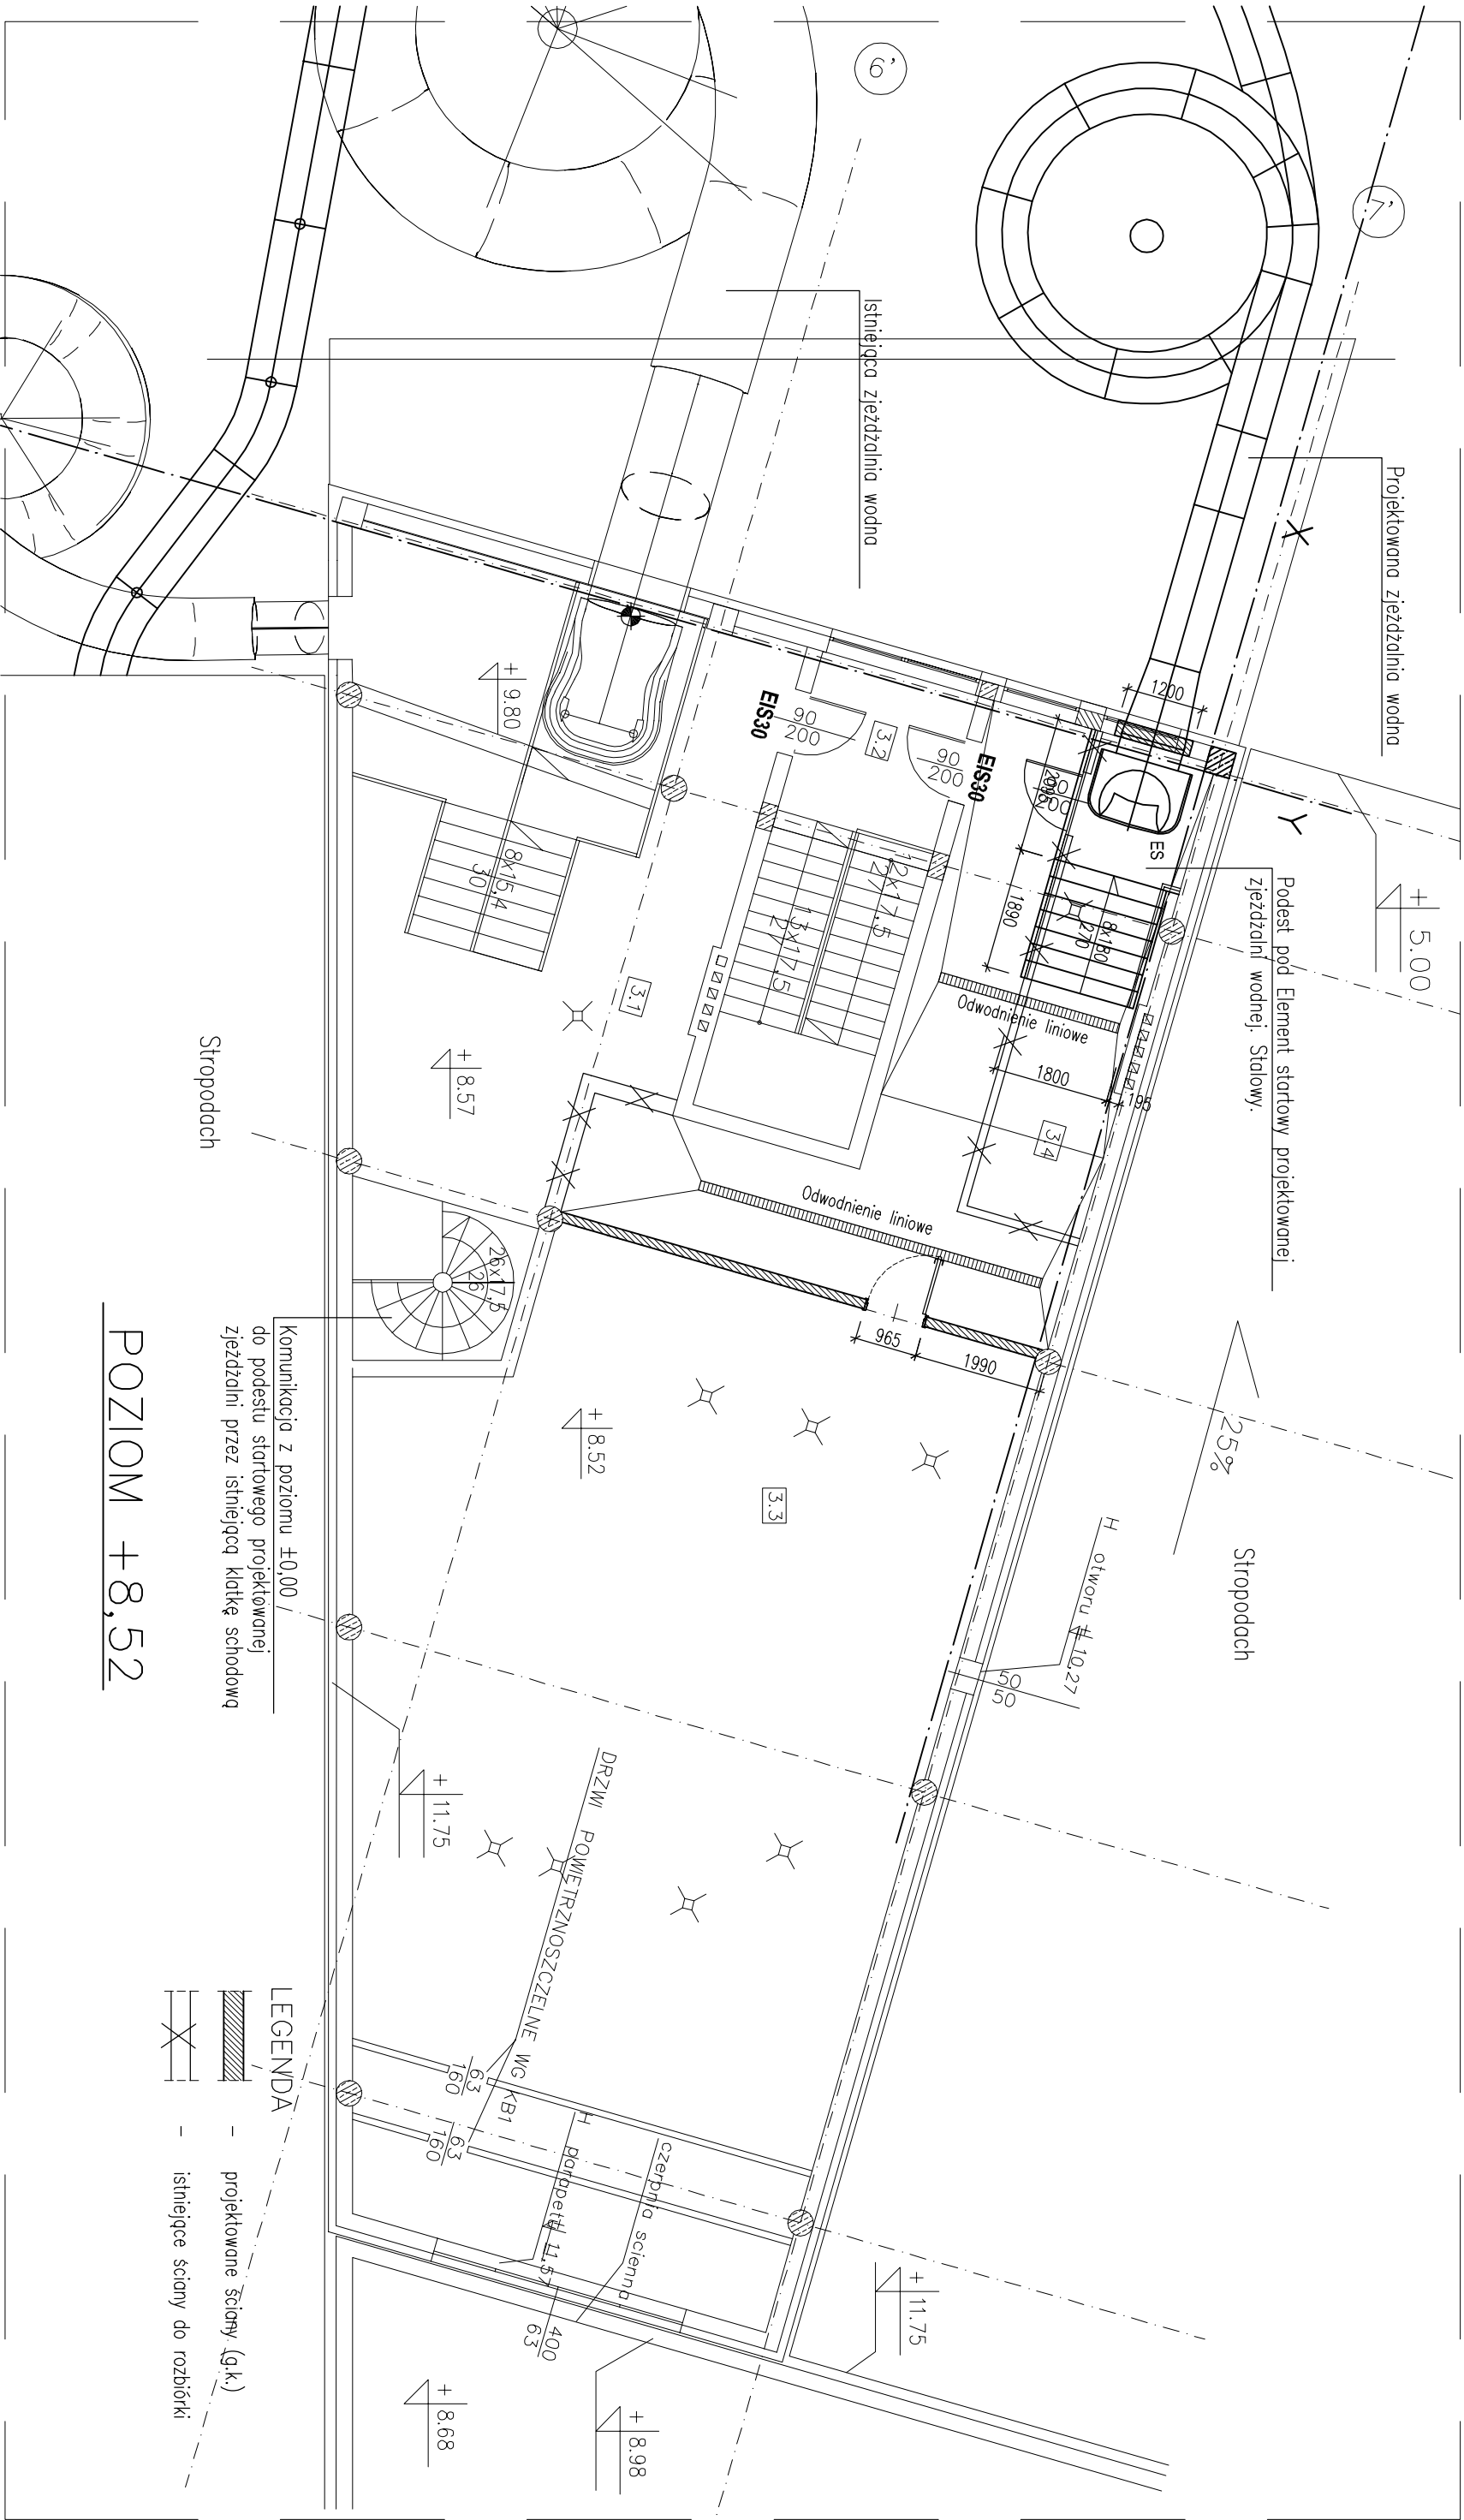 6'
7'
Istniejąca zjeżdżalnia wodna
Projektowana zjeżdżalnia wodna
X
Y
1200
+ 5.00
Podest pod Element startowy projektowanej
zjeżdżalni wodnej. Stalowy.
ES
+ 9.80
EIS30
90
200
3.2
90
200
EIS30
1890
8x180
270
12x17,5
27
13x17,5
27
8x15,4
30
3.1
Odwodnienie liniowe
1800
195
3.4
+ 8.57
Stropodach
Odwodnienie liniowe
26x17,5
26
965
1990
25%
Stropodach
+ 8.52
3.3
H otworu
10,27
50
50
Komunikacja z poziomu ±0,00
do podestu startowego projektowanej
zjeżdżalni przez istniejącą klatkę schodową
POZIOM +8,52
+ 11.75
DRZWI POWIETRZNOSZCZELNE WG KB1
63
160
63
160
H parapetu
11,57
czerpnia scienna
400
63
+ 11.75
+ 8.98
+ 8.68
LEGENDA
- projektowane ściany (g.k.)
- istniejące ściany do rozbiórki